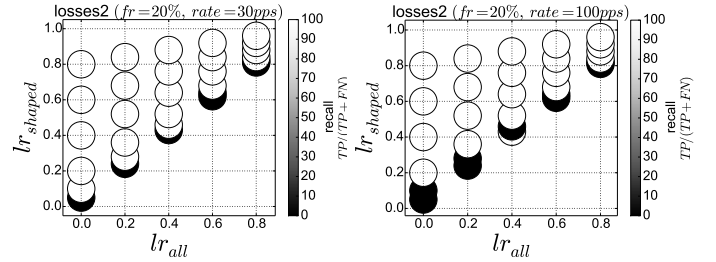 losses2 (fr=20%, rate=30pps)
1.0
0.8
0.6
0.4
0.2
0.0
lr_shaped
0.0 0.2 0.4 0.6 0.8
lr_all
100
90
80
70
60
50
40
30
20
10
0
recall
TP/(TP+FN)
losses2 (fr=20%, rate=100pps)
1.0
0.8
0.6
0.4
0.2
0.0
lr_shaped
0.0 0.2 0.4 0.6 0.8
lr_all
100
90
80
70
60
50
40
30
20
10
0
recall
TP/(TP+FN)